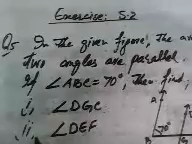 Exercise: 5.2
Q5 In the given figure, the
two angles are parallel.
If ∠ABC = 70°, then find,
i, ∠DGC
ii, ∠DEF
A
70°
B
G